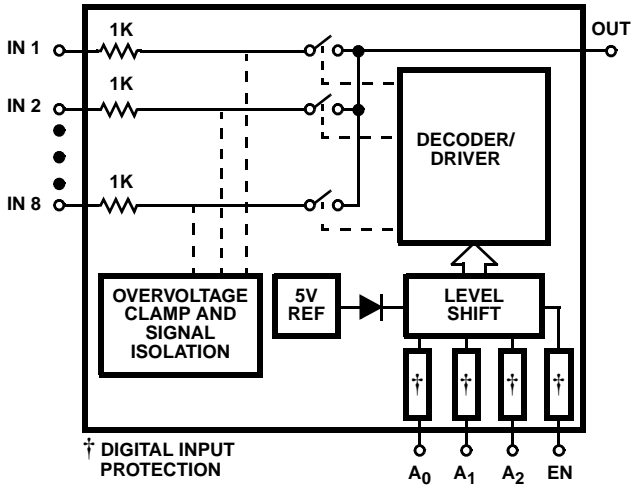 OUT
IN 1
1K
IN 2
1K
IN 8
1K
DECODER/
DRIVER
OVERVOLTAGE
CLAMP AND
SIGNAL
ISOLATION
5V
REF
LEVEL
SHIFT
† † † †
† DIGITAL INPUT
PROTECTION
A0 A1 A2 EN